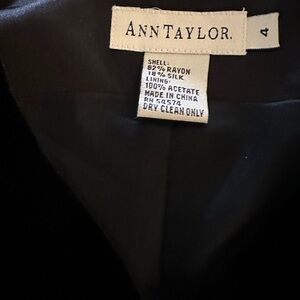 ANN TAYLOR.
4
SHELL:
82% RAYON
18% SILK
LINING:
100% ACETATE
MADE IN CHINA
RN 54574
DRY CLEAN ONLY